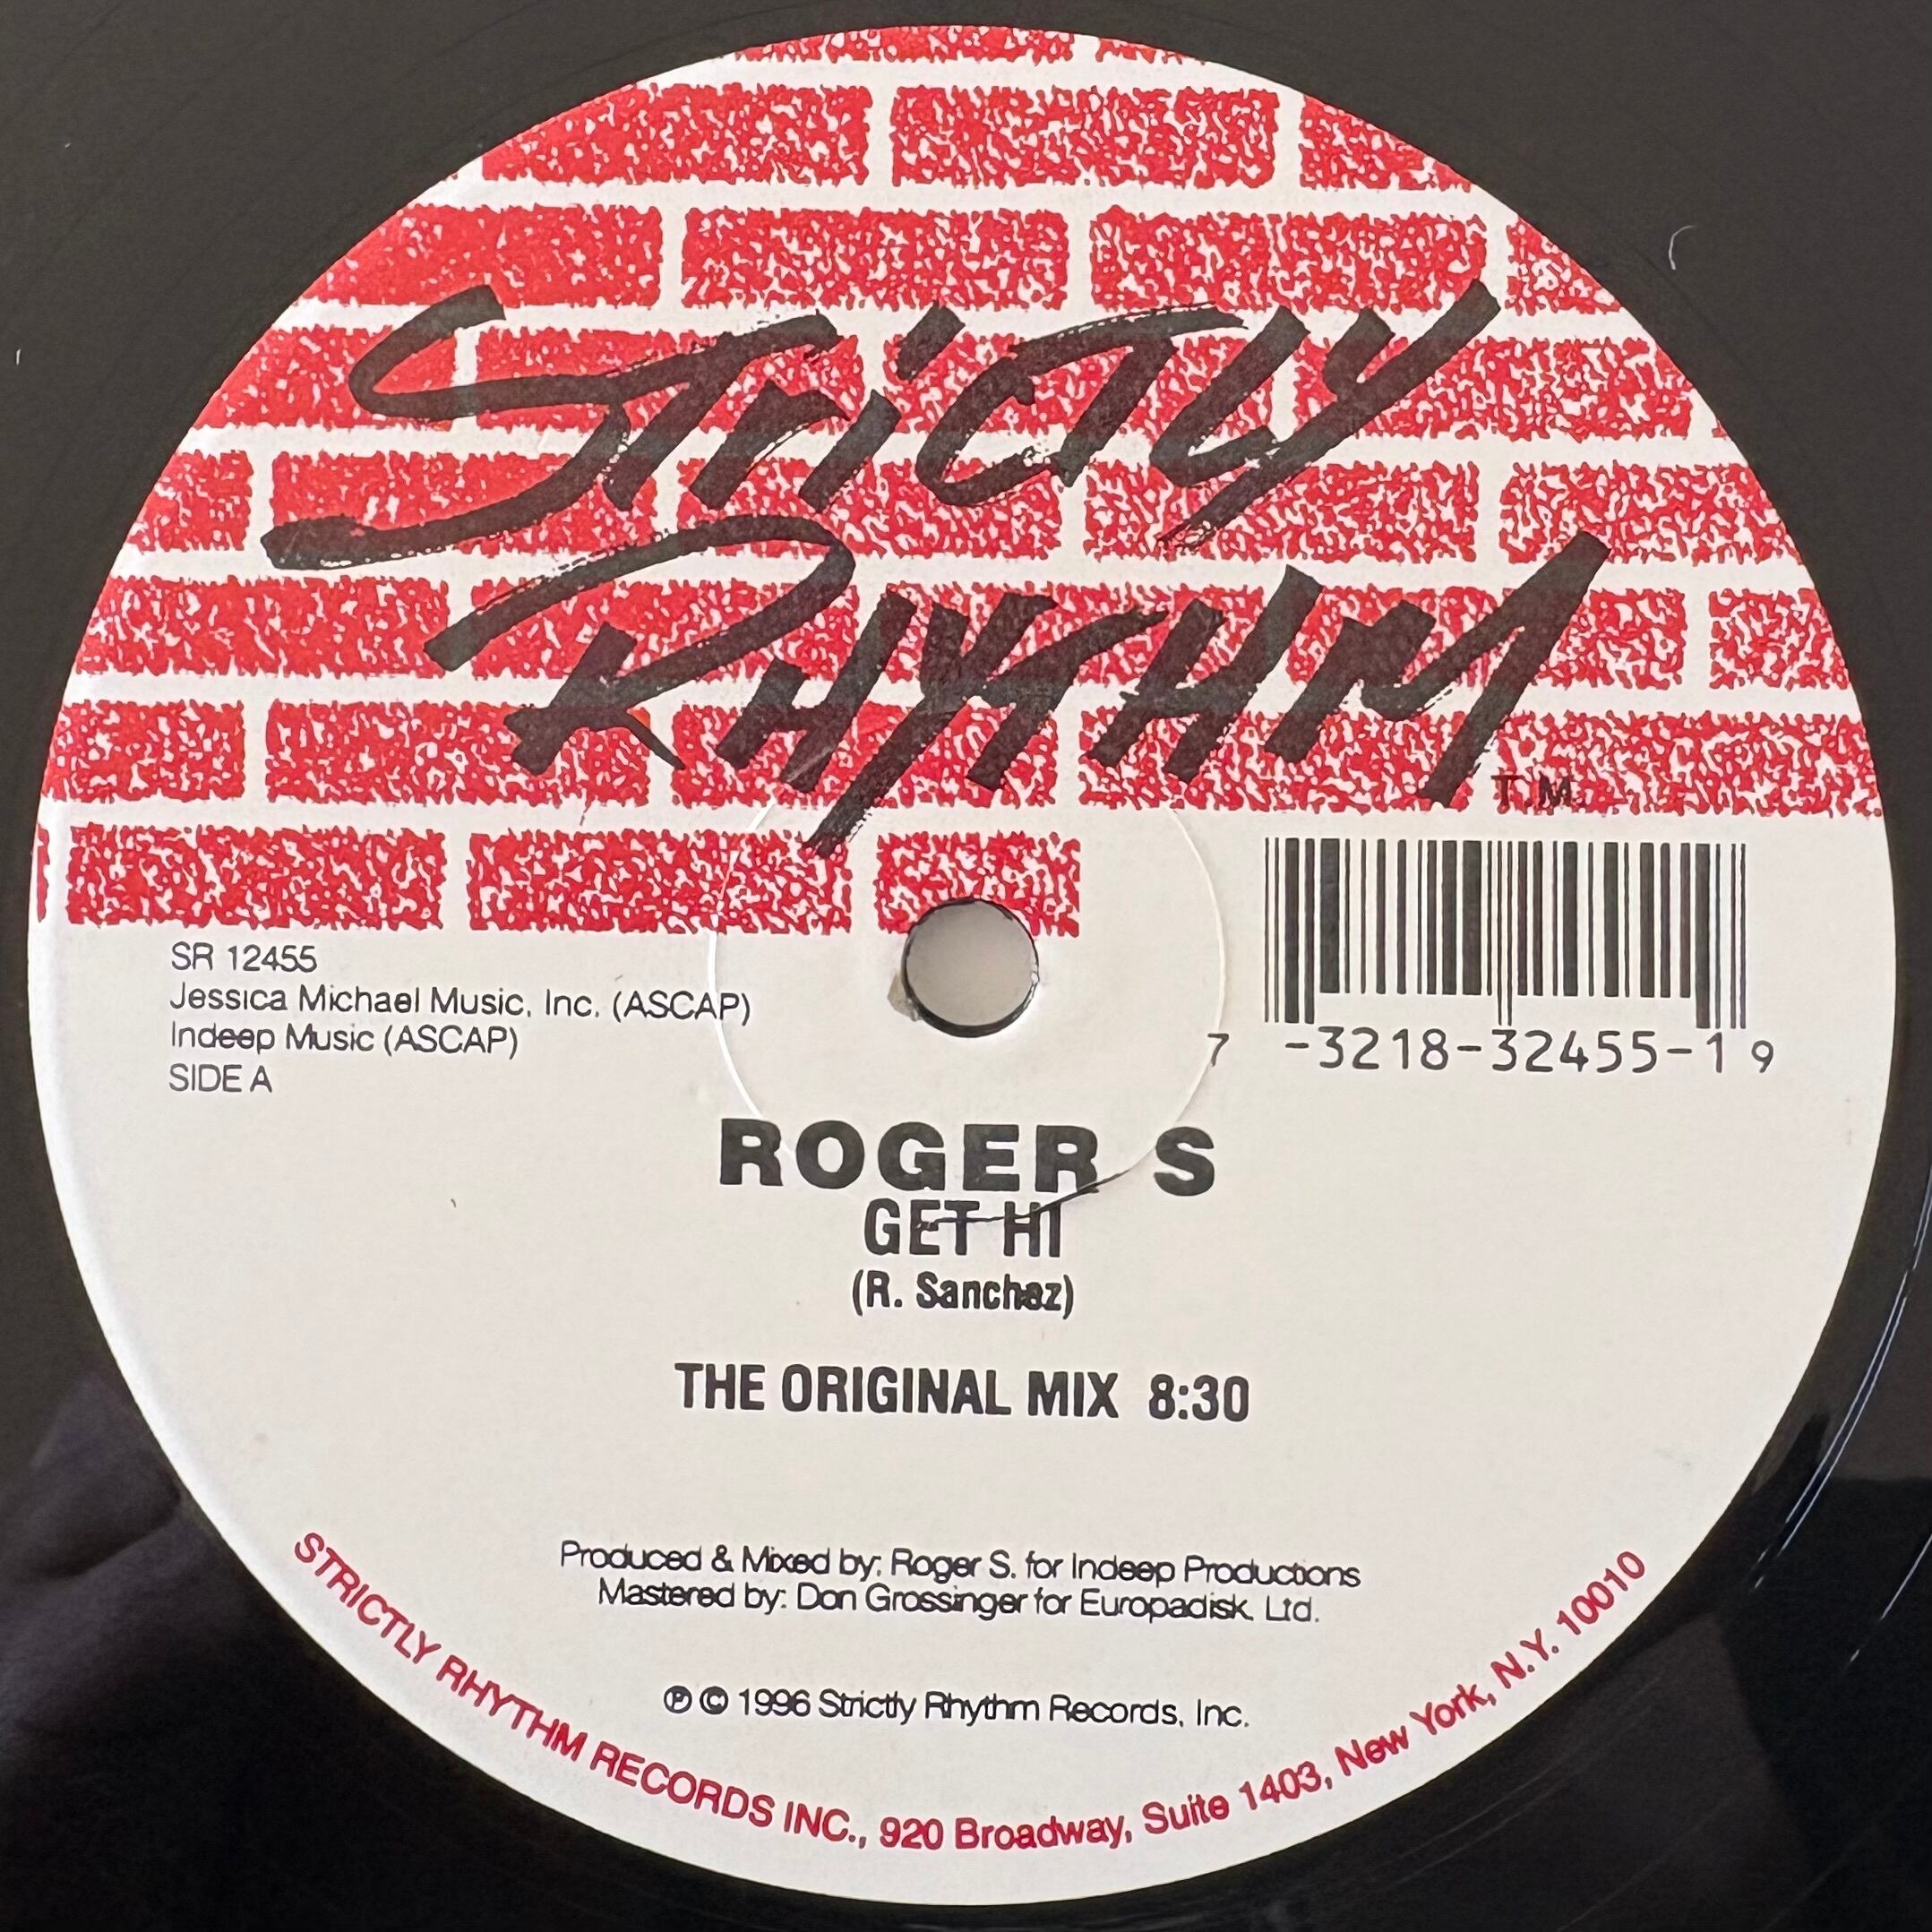 Strictly
Rhythm
T.M.
SR 12455
Jessica Michael Music, Inc. (ASCAP)
Indeep Music (ASCAP)
SIDE A
7 -3218-32455-1 9
ROGER S
GET HI
(R. Sanchez)
THE ORIGINAL MIX 8:30
Produced & Mixed by: Roger S. for Indeep Productions
Mastered by: Don Grossinger for Europadisk, Ltd.
℗ © 1996 Strictly Rhythm Records, Inc.
STRICTLY RHYTHM RECORDS INC., 920 Broadway, Suite 1403, New York, N.Y. 10010